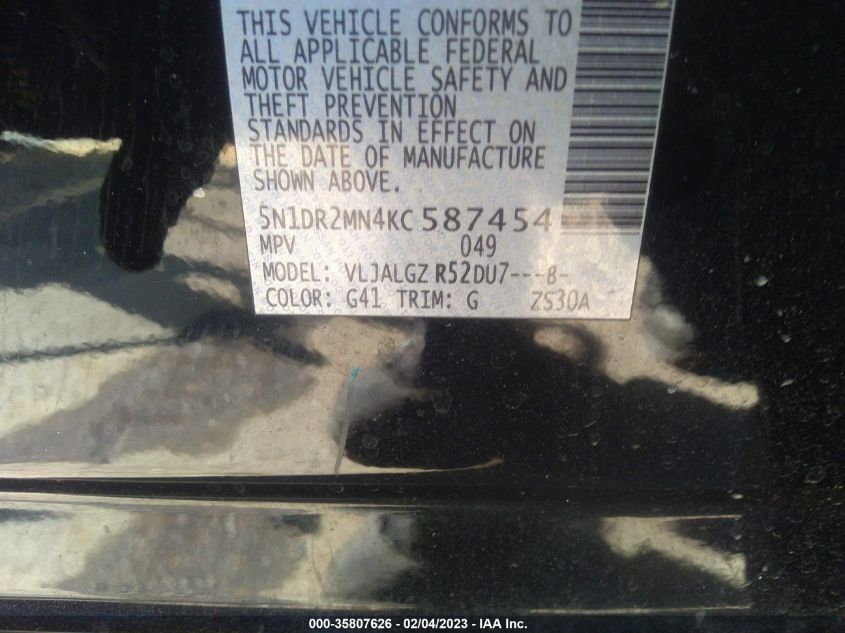 THIS VEHICLE CONFORMS TO
ALL APPLICABLE FEDERAL
MOTOR VEHICLE SAFETY AND
THEFT PREVENTION
STANDARDS IN EFFECT ON
THE DATE OF MANUFACTURE
SHOWN ABOVE.
5N1DR2MN4KC587454
MPV 049
MODEL: VLJALGZ R52DU7---B-
COLOR: G41 TRIM: G ZS30A
000-35807626 - 02/04/2023 - IAA Inc.